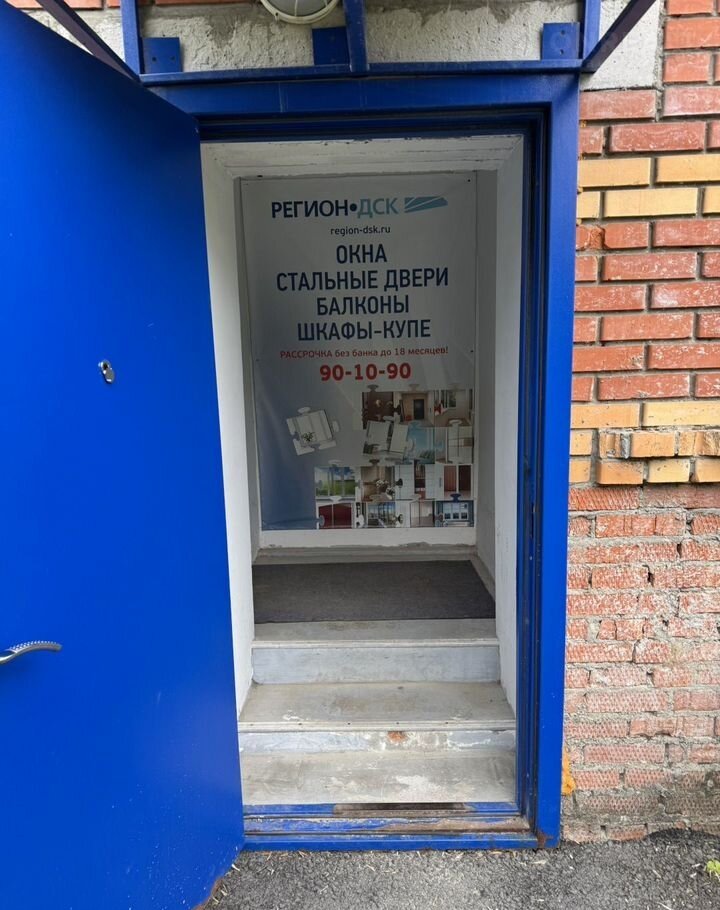 РЕГИОН•ДСК
region-dsk.ru
ОКНА
СТАЛЬНЫЕ ДВЕРИ
БАЛКОНЫ
ШКАФЫ-КУПЕ
РАССРОЧКА без банка до 18 месяцев!
90-10-90